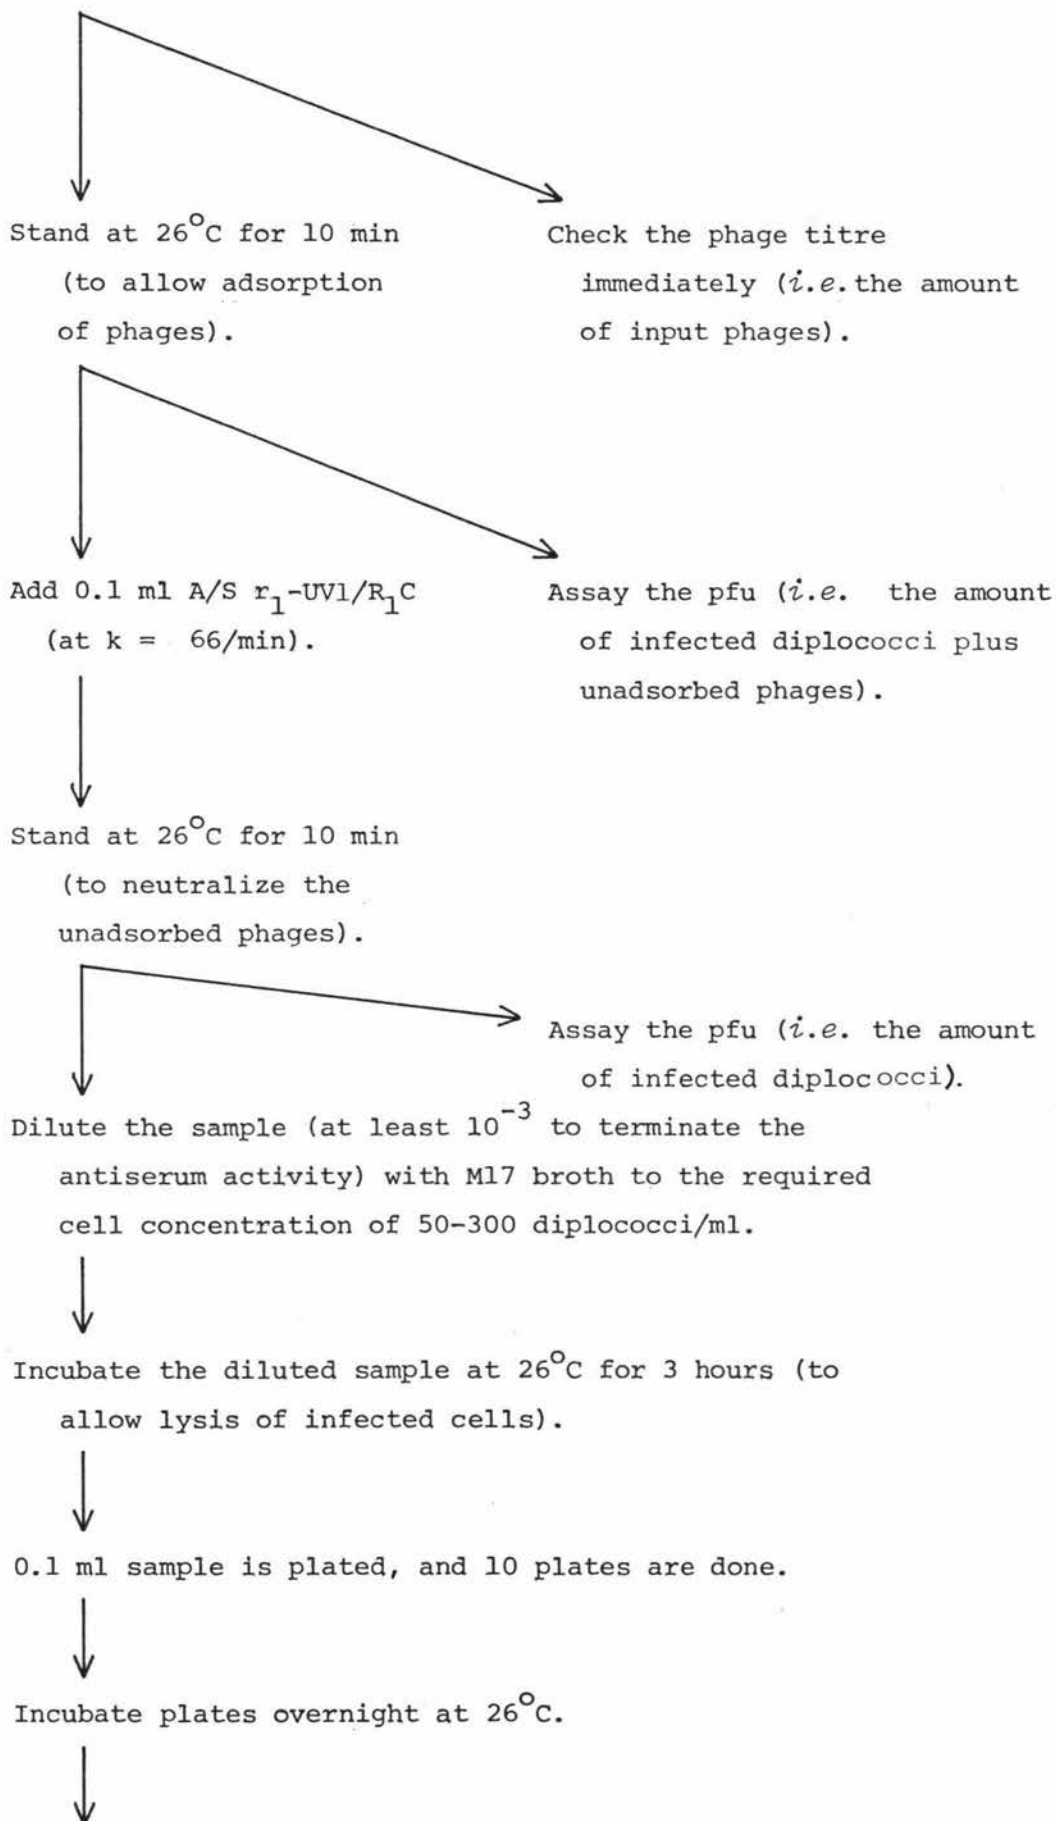 Stand at 26°C for 10 min
(to allow adsorption
of phages).
Check the phage titre
immediately (i.e. the amount
of input phages).
Add 0.1 ml A/S r₁-UV1/R₁C
(at k = 66/min).
Assay the pfu (i.e. the amount
of infected diplococci plus
unadsorbed phages).
Stand at 26°C for 10 min
(to neutralize the
unadsorbed phages).
Assay the pfu (i.e. the amount
of infected diplococci).
Dilute the sample (at least 10⁻³ to terminate the
antiserum activity) with M17 broth to the required
cell concentration of 50-300 diplococci/ml.
Incubate the diluted sample at 26°C for 3 hours (to
allow lysis of infected cells).
0.1 ml sample is plated, and 10 plates are done.
Incubate plates overnight at 26°C.